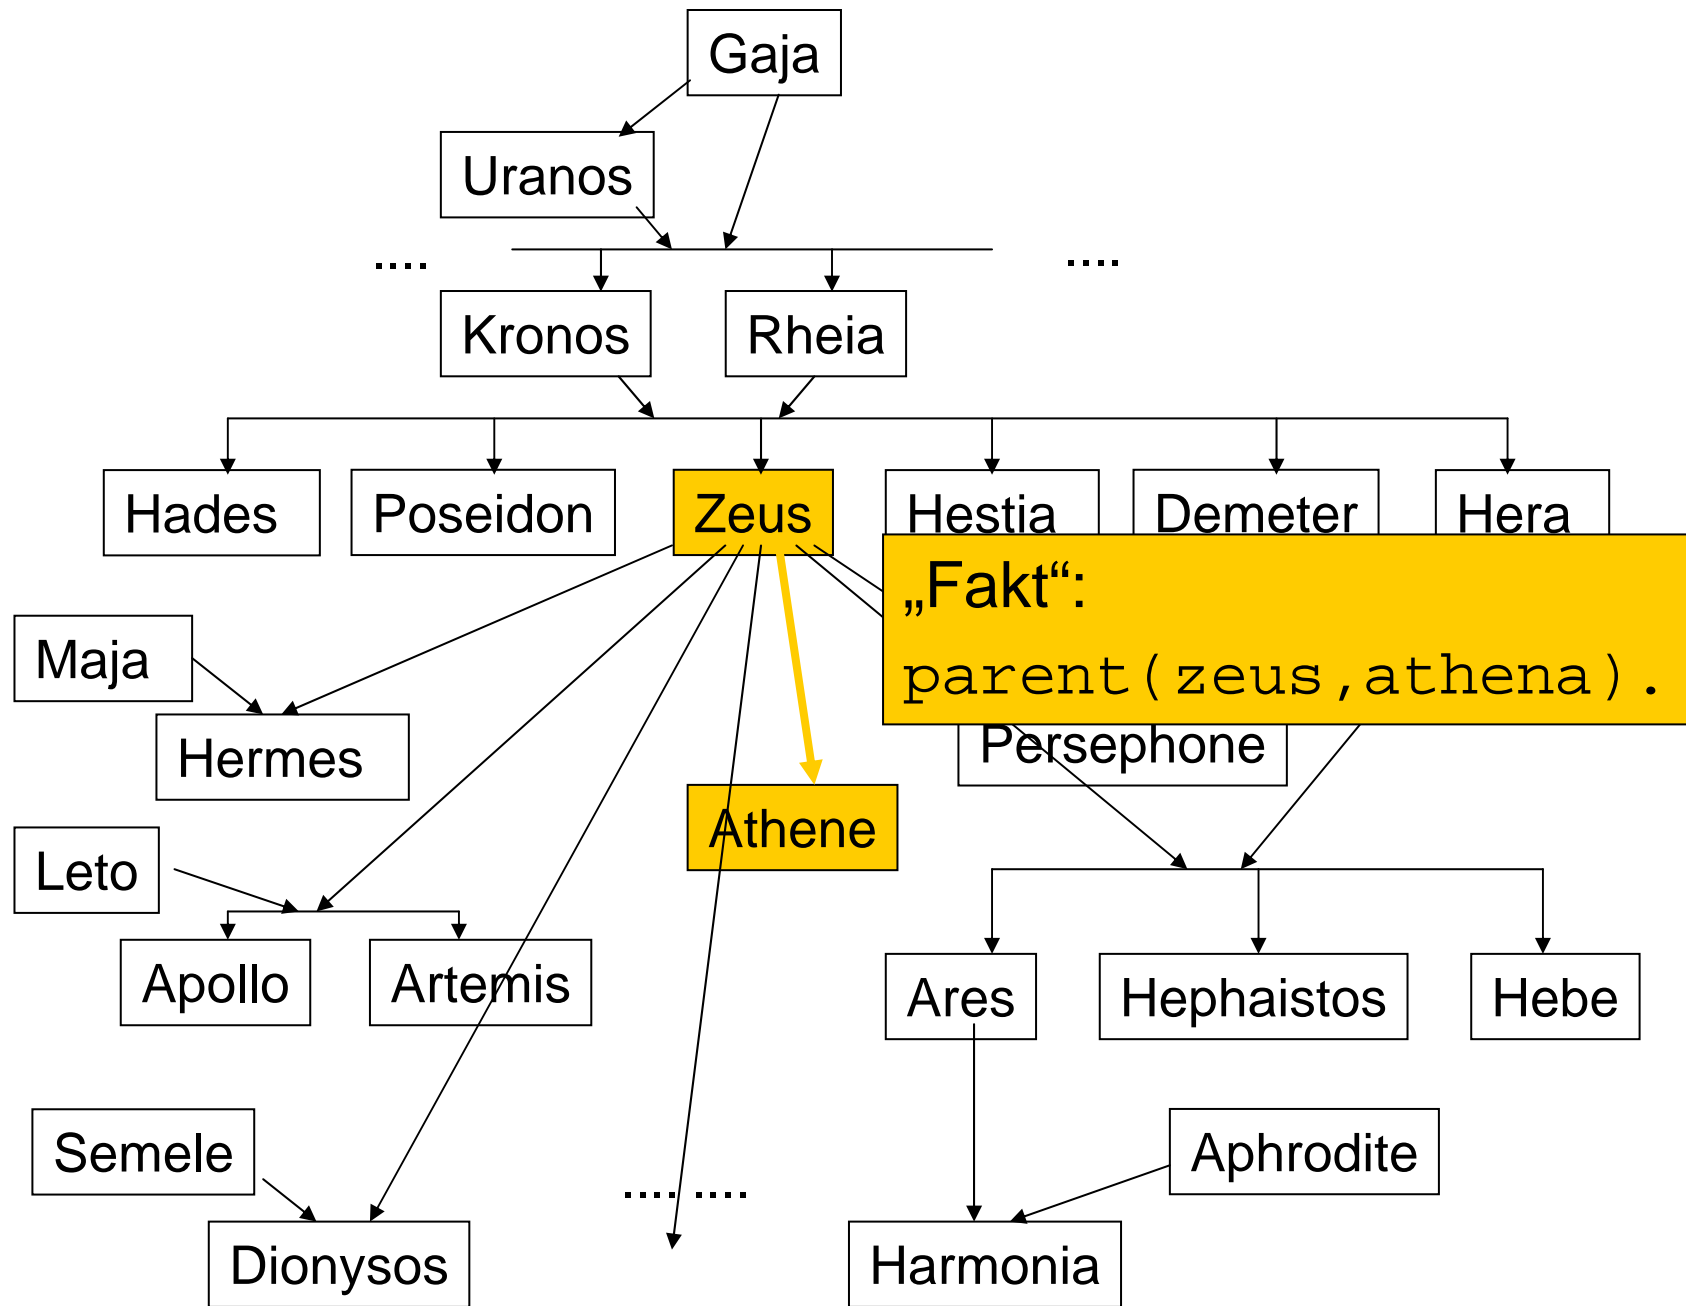 Gaja
Uranos
....
....
Kronos
Rheia
Hades
Poseidon
Zeus
Hestia
Demeter
Hera
„Fakt“:
parent(zeus,athena).
Maja
Hermes
Persephone
Athene
Leto
Apollo
Artemis
Ares
Hephaistos
Hebe
Semele
Aphrodite
.... ....
Dionysos
Harmonia